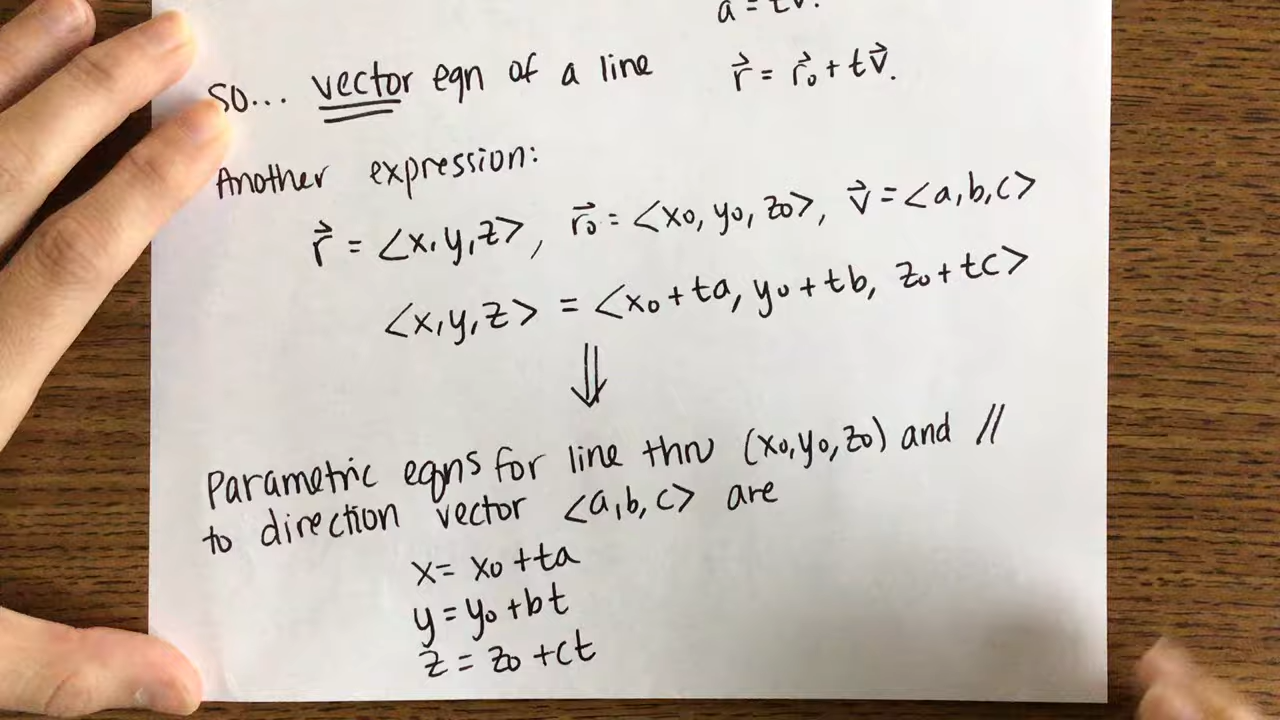 a = tv⃗.
So... vector eqn of a line r⃗ = r⃗₀ + tv⃗.
Another expression:
r⃗ = <x, y, z>, r⃗₀ = <x₀, y₀, z₀>, v⃗ = <a, b, c>
<x, y, z> = <x₀ + ta, y₀ + tb, z₀ + tc>
⇓
Parametric eqns for line thru (x₀, y₀, z₀) and //
to direction vector <a, b, c> are
x = x₀ + ta
y = y₀ + bt
z = z₀ + ct